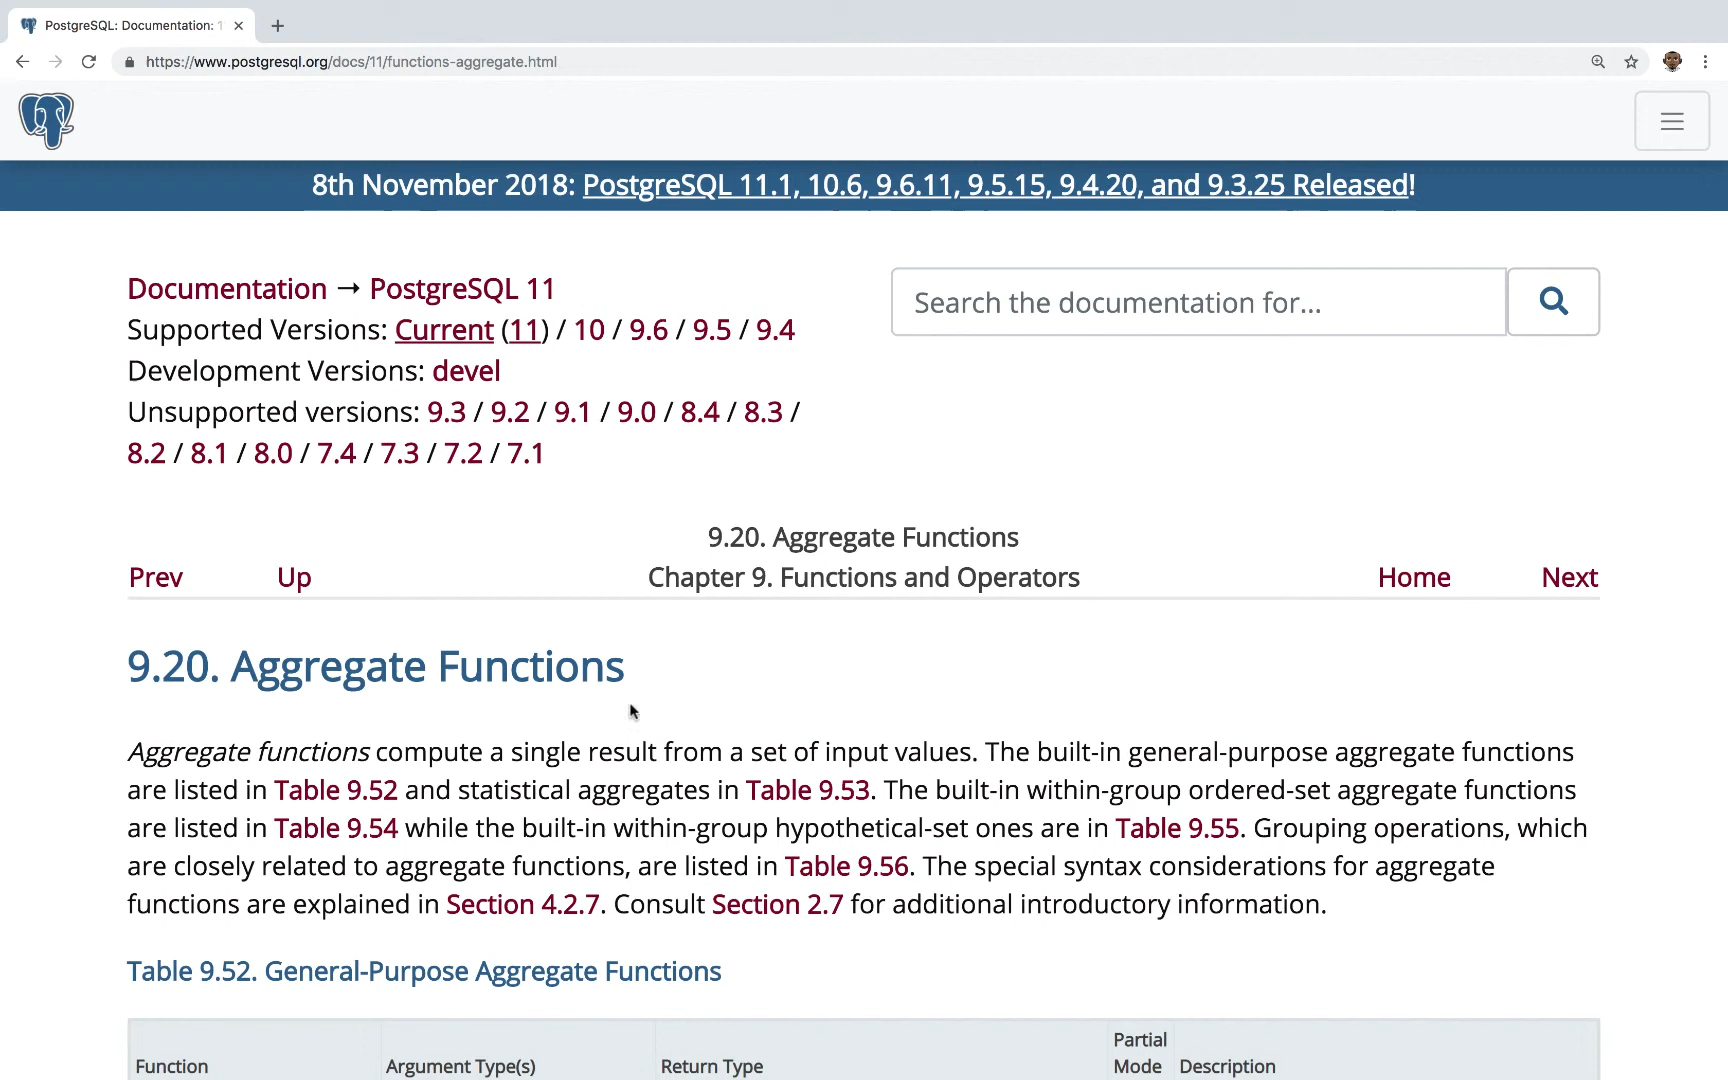 PostgreSQL: Documentation: 1
https://www.postgresql.org/docs/11/functions-aggregate.html
8th November 2018: PostgreSQL 11.1, 10.6, 9.6.11, 9.5.15, 9.4.20, and 9.3.25 Released!
Documentation → PostgreSQL 11
Supported Versions: Current (11) / 10 / 9.6 / 9.5 / 9.4
Development Versions: devel
Unsupported versions: 9.3 / 9.2 / 9.1 / 9.0 / 8.4 / 8.3 /
8.2 / 8.1 / 8.0 / 7.4 / 7.3 / 7.2 / 7.1
Search the documentation for...
9.20. Aggregate Functions
Prev Up Chapter 9. Functions and Operators Home Next
9.20. Aggregate Functions
Aggregate functions compute a single result from a set of input values. The built-in general-purpose aggregate functions
are listed in Table 9.52 and statistical aggregates in Table 9.53. The built-in within-group ordered-set aggregate functions
are listed in Table 9.54 while the built-in within-group hypothetical-set ones are in Table 9.55. Grouping operations, which
are closely related to aggregate functions, are listed in Table 9.56. The special syntax considerations for aggregate
functions are explained in Section 4.2.7. Consult Section 2.7 for additional introductory information.
Table 9.52. General-Purpose Aggregate Functions
Function Argument Type(s) Return Type Partial Mode Description